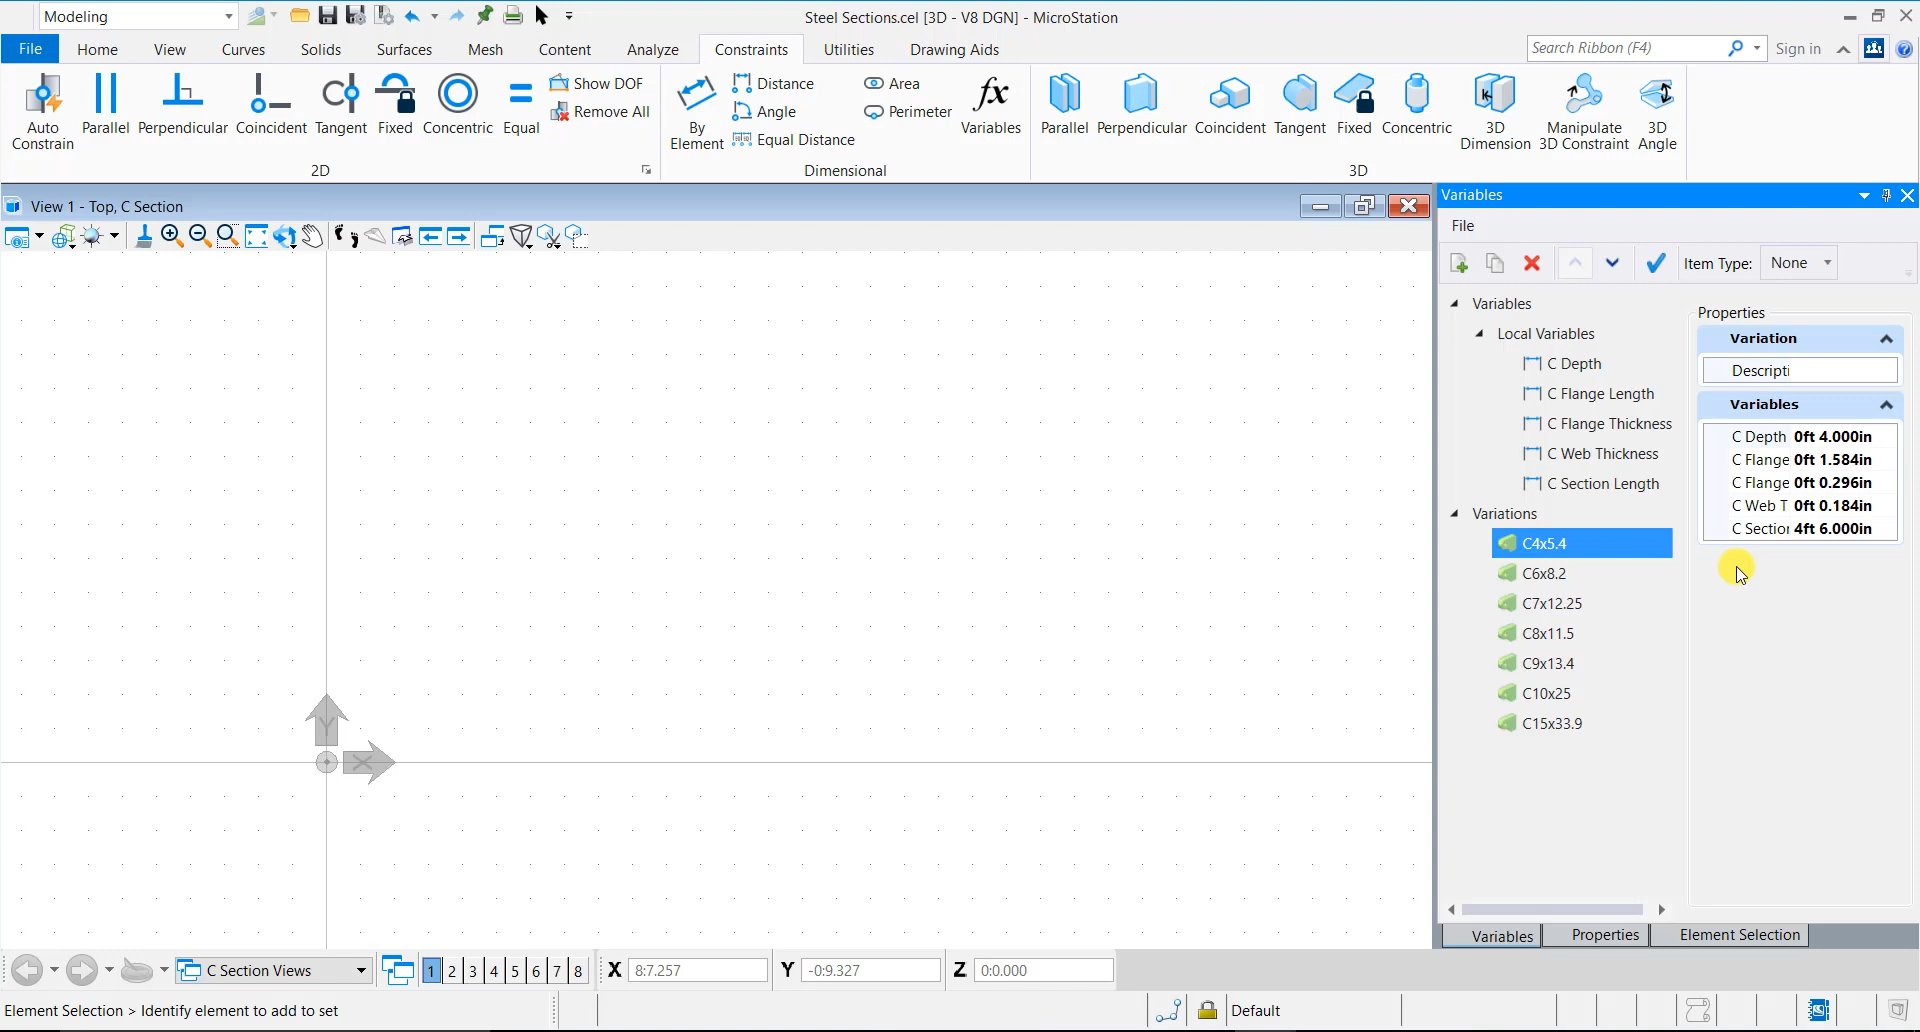 Modeling
Steel Sections.cel [3D - V8 DGN] - MicroStation
File Home View Curves Solids Surfaces Mesh Content Analyze Constraints Utilities Drawing Aids
Search Ribbon (F4)
Sign in
Auto Constrain
Parallel
Perpendicular
Coincident
Tangent
Fixed
Concentric
Equal
Show DOF
Remove All
2D
By Element
Distance
Angle
Equal Distance
Area
Perimeter
fx
Variables
Dimensional
Parallel
Perpendicular
Coincident
Tangent
Fixed
Concentric
3D Dimension
Manipulate 3D Constraint
3D Angle
3D
View 1 - Top, C Section
Y
X
Variables
File
Item Type: None
Variables
Local Variables
C Depth
C Flange Length
C Flange Thickness
C Web Thickness
C Section Length
Variations
C4x5.4
C6x8.2
C7x12.25
C8x11.5
C9x13.4
C10x25
C15x33.9
Properties
Variation
Descripti
Variables
C Depth 0ft 4.000in
C Flange 0ft 1.584in
C Flange 0ft 0.296in
C Web T 0ft 0.184in
C Sectior 4ft 6.000in
Variables Properties Element Selection
C Section Views
1 2 3 4 5 6 7 8
X 8:7.257
Y -0:9.327
Z 0:0.000
Element Selection > Identify element to add to set
Default